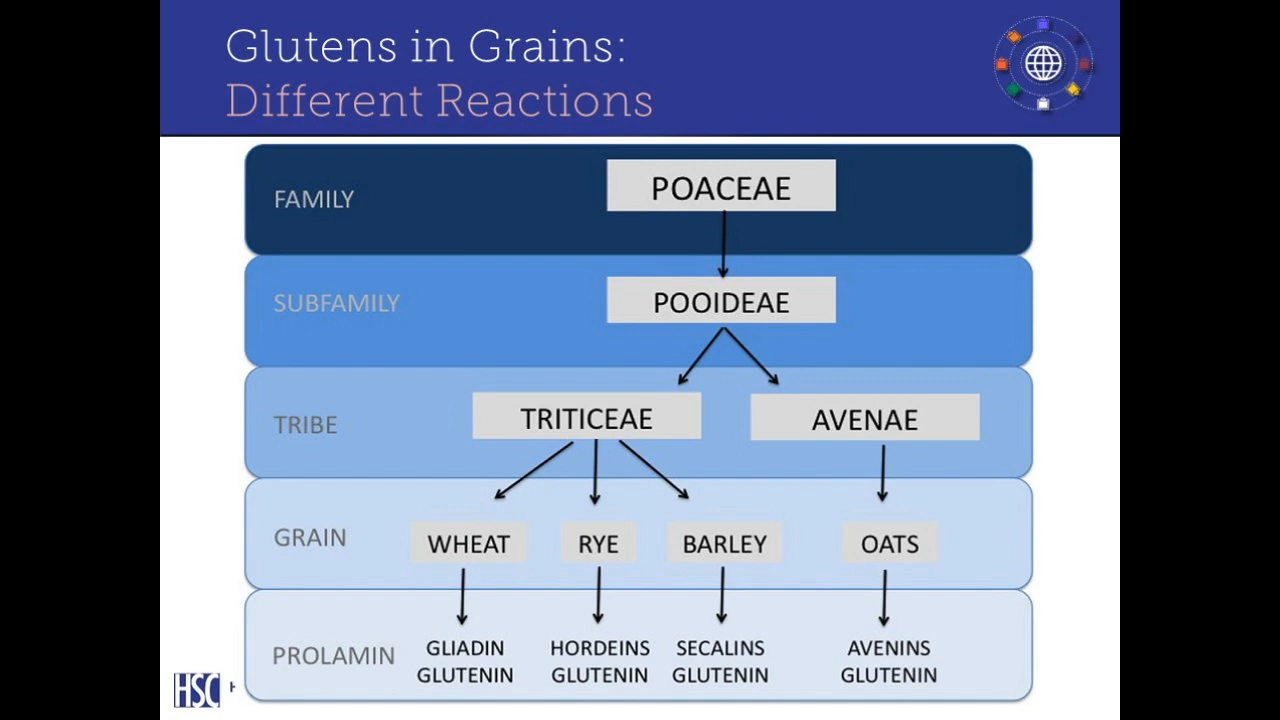 Glutens in Grains:
Different Reactions
FAMILY
POACEAE
SUBFAMILY
POOIDEAE
TRIBE
TRITICEAE
AVENAE
GRAIN
WHEAT
RYE
BARLEY
OATS
PROLAMIN
GLIADIN
GLUTENIN
HORDEINS
GLUTENIN
SECALINS
GLUTENIN
AVENINS
GLUTENIN
HSC